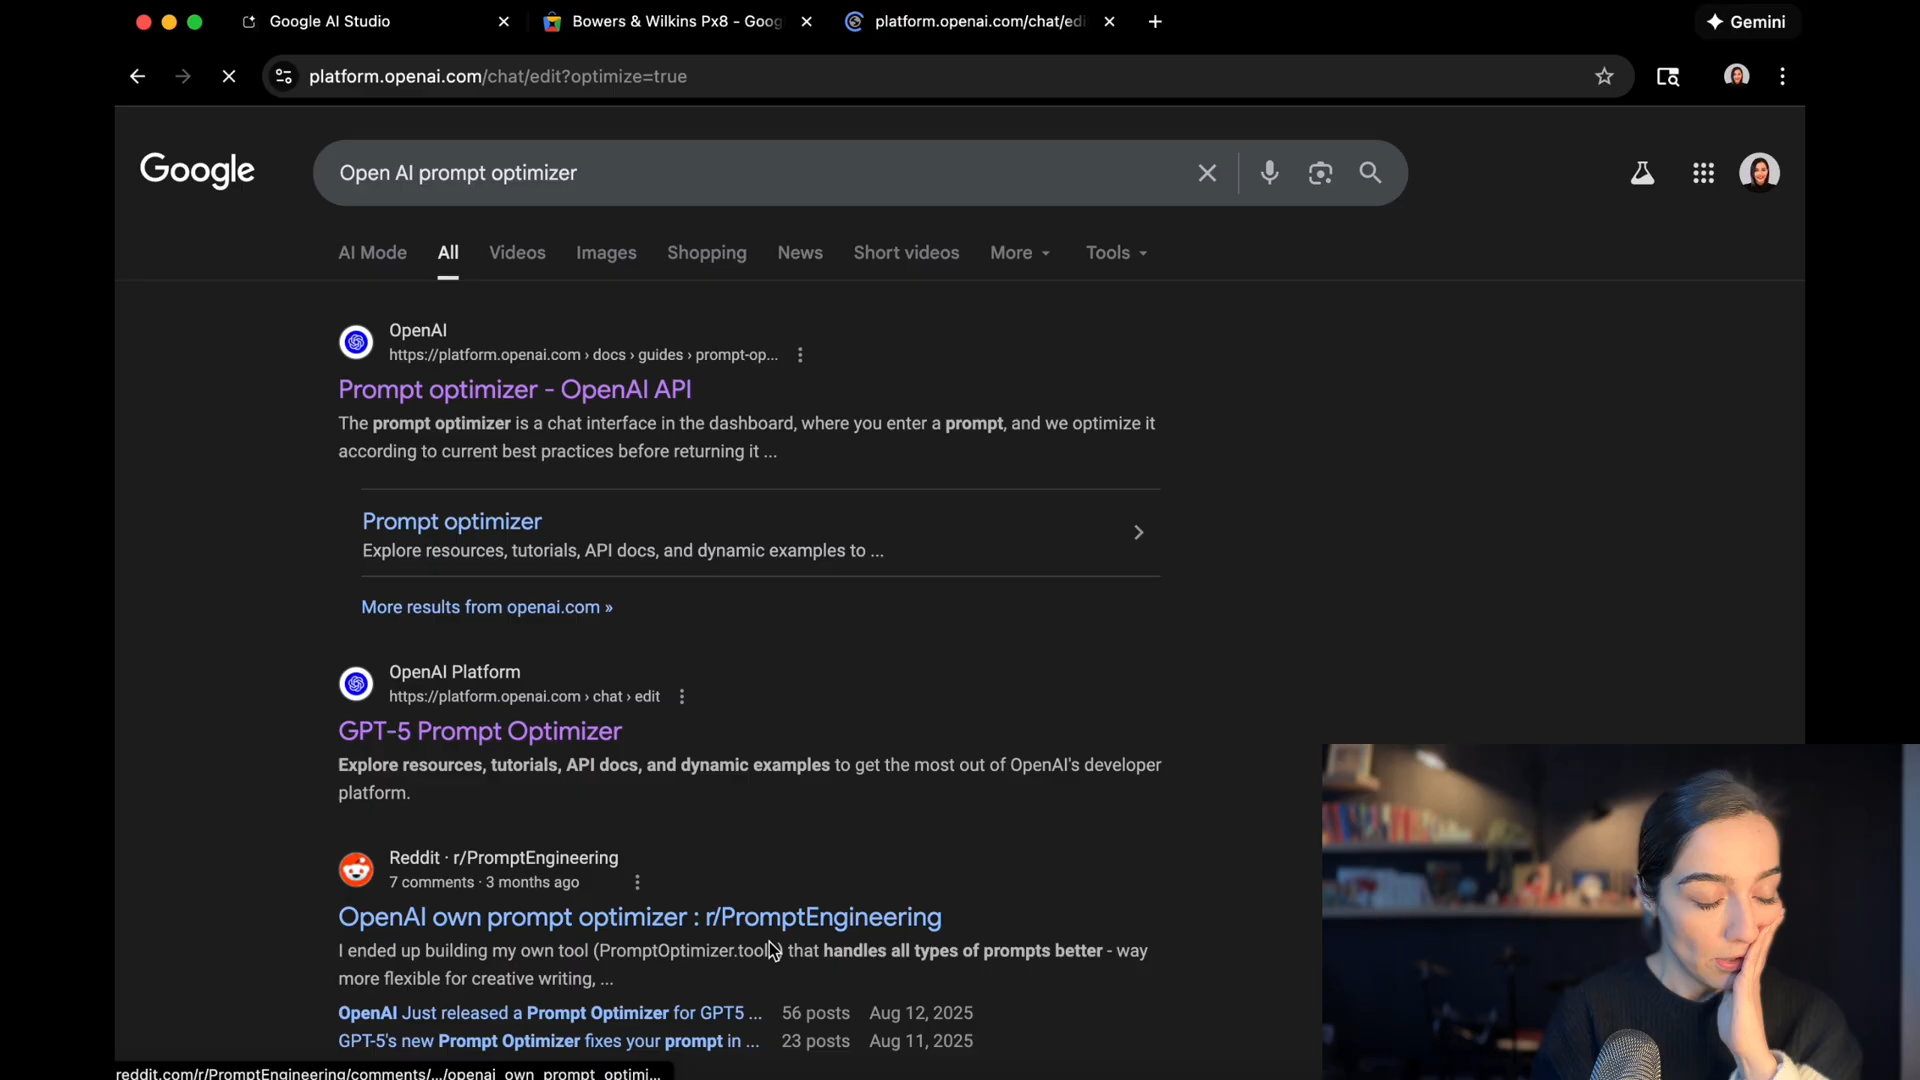 Google AI Studio
Bowers & Wilkins Px8 - Goog
platform.openai.com/chat/edi
Gemini
platform.openai.com/chat/edit?optimize=true
Google
Open AI prompt optimizer
AI Mode
All
Videos
Images
Shopping
News
Short videos
More
Tools
OpenAI
https://platform.openai.com › docs › guides › prompt-op...
Prompt optimizer - OpenAI API
The prompt optimizer is a chat interface in the dashboard, where you enter a prompt, and we optimize it
according to current best practices before returning it ...
Prompt optimizer
Explore resources, tutorials, API docs, and dynamic examples to ...
More results from openai.com »
OpenAI Platform
https://platform.openai.com › chat › edit
GPT-5 Prompt Optimizer
Explore resources, tutorials, API docs, and dynamic examples to get the most out of OpenAI's developer
platform.
Reddit · r/PromptEngineering
7 comments · 3 months ago
OpenAI own prompt optimizer : r/PromptEngineering
I ended up building my own tool (PromptOptimizer.tool) that handles all types of prompts better - way
more flexible for creative writing, ...
OpenAI Just released a Prompt Optimizer for GPT5 ... 56 posts Aug 12, 2025
GPT-5's new Prompt Optimizer fixes your prompt in ... 23 posts Aug 11, 2025
reddit.com/r/PromptEngineering/comments/.../openai_own_prompt_optimi...